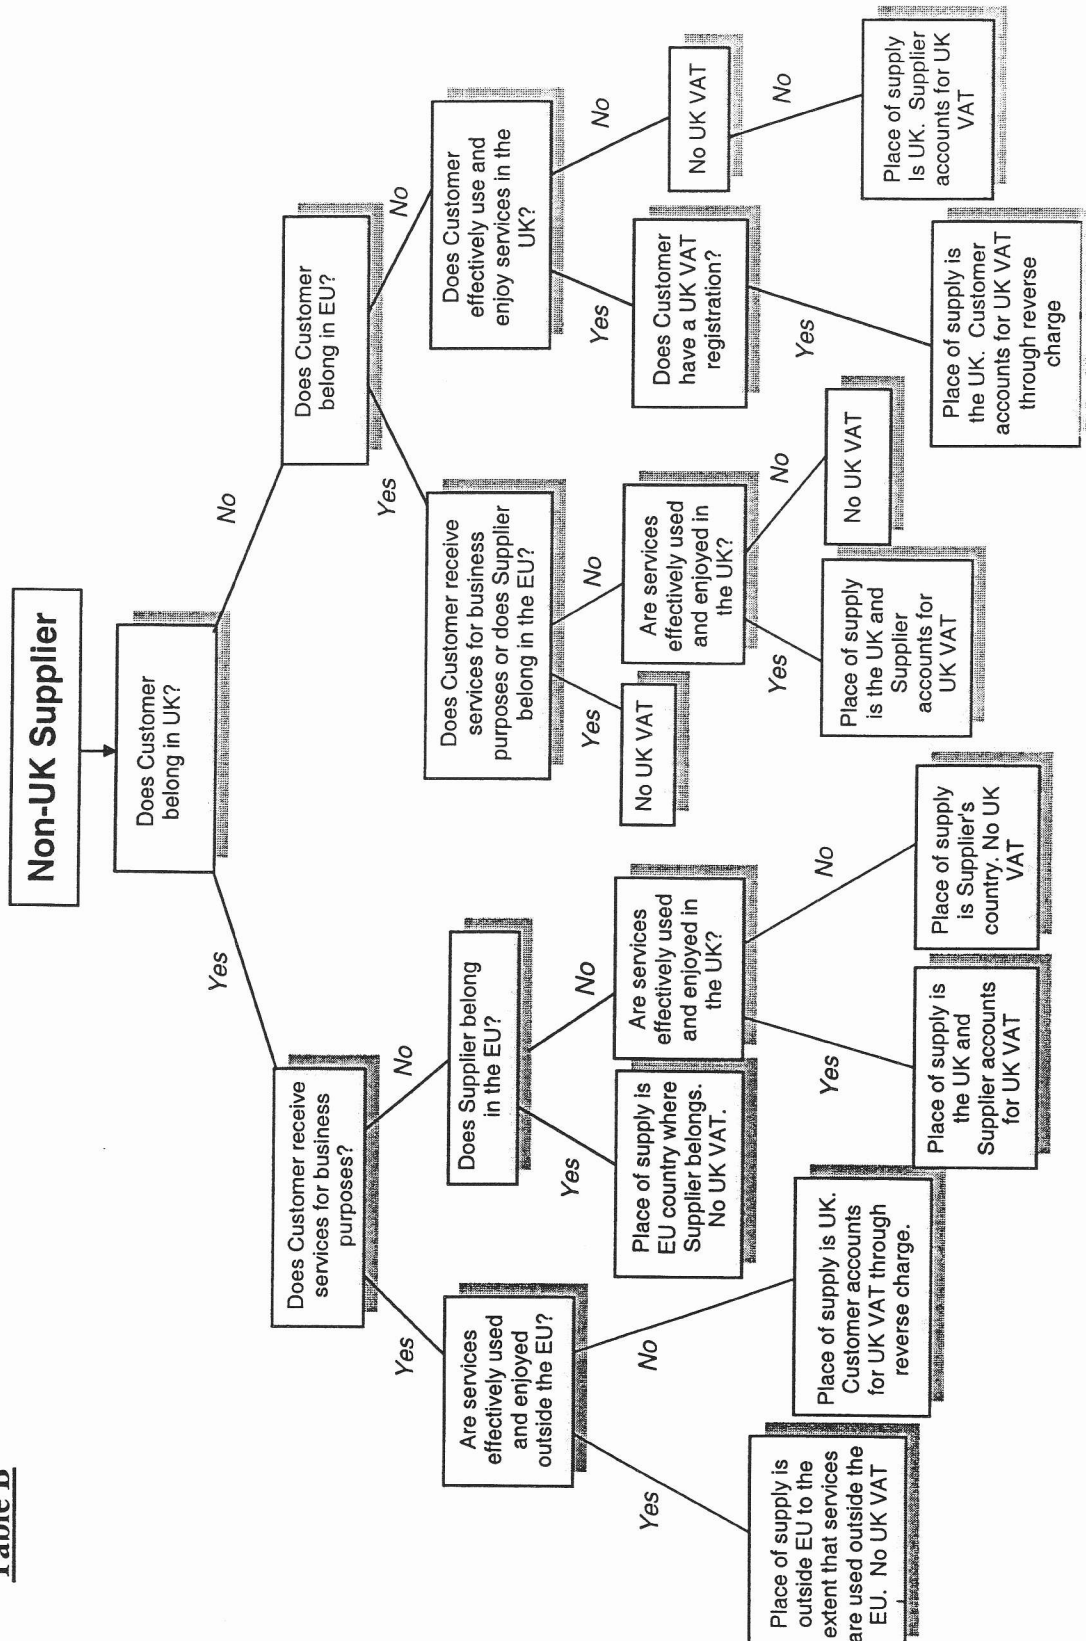 Table B
Non-UK Supplier
Does Customer
belong in UK?
Yes
No
Does Customer receive
services for business
purposes?
Does Customer
belong in EU?
Yes
No
Yes
No
Are services
effectively used
and enjoyed
outside the EU?
Does Supplier belong
in the EU?
Does Customer receive
services for business
purposes or does Supplier
belong in the EU?
Does Customer
effectively use and
enjoy services in the
UK?
Yes
No
Yes
No
Yes
No
Yes
No
Place of supply is
outside EU to the
extent that services
are used outside the
EU. No UK VAT
Place of supply is UK.
Customer accounts
for UK VAT through
reverse charge.
Place of supply is
EU country where
Supplier belongs.
No UK VAT.
Are services
effectively used
and enjoyed in
the UK?
No UK VAT
Are services
effectively used
and enjoyed in
the UK?
Does Customer
have a UK VAT
registration?
No UK VAT
Yes
No
Yes
No
Yes
No
Place of supply is
the UK and
Supplier accounts
for UK VAT
Place of supply
is Supplier's
country. No UK
VAT
Place of supply
is the UK and
Supplier
accounts for
UK VAT
No UK VAT
Place of supply is
the UK. Customer
accounts for UK VAT
through reverse
charge
Place of supply
Is UK. Supplier
accounts for UK
VAT